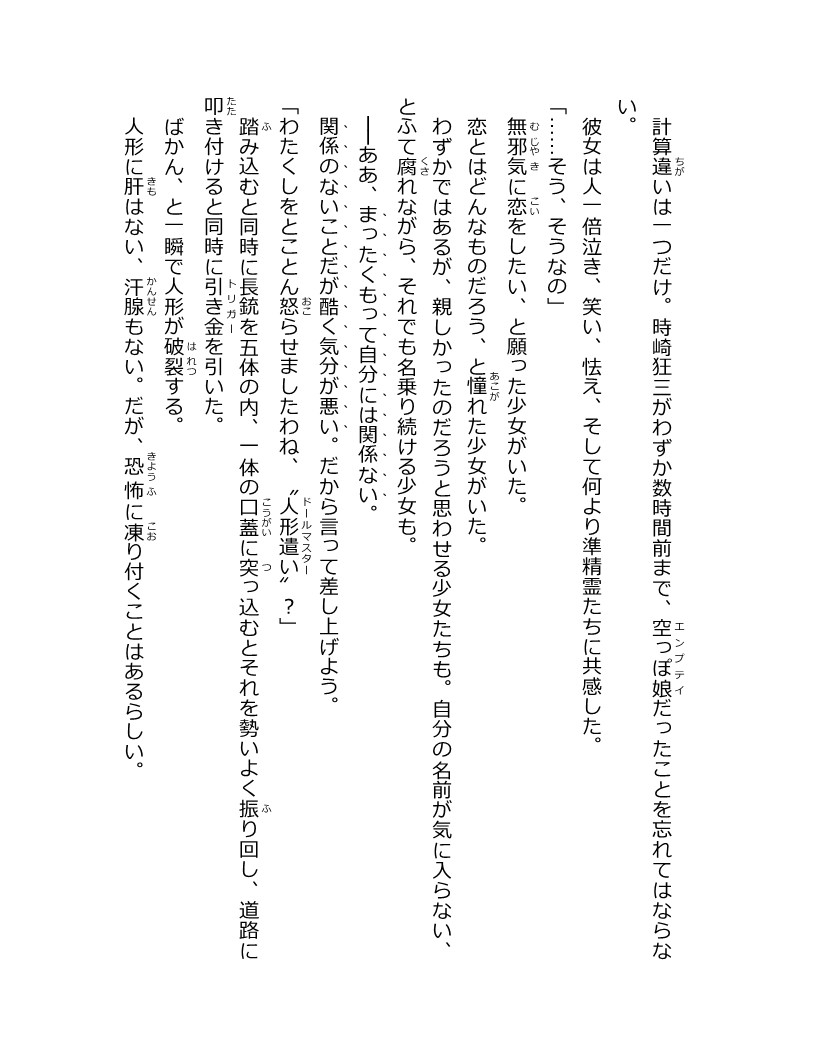 計算違いは一つだけ。時崎狂三がわずか数時間前まで、空っぽ娘だったことを忘れてはならな
い。
彼女は人一倍泣き、笑い、怯え、そして何より準精霊たちに共感した。
「……そう、そうなの」
無邪気に恋をしたい、と願った少女がいた。
恋とはどんなものだろう、と憧れた少女がいた。
わずかではあるが、親しかったのだろうと思わせる少女たちも。自分の名前が気に入らない、
とふて腐れながら、それでも名乗り続ける少女も。
――ああ、まったくもって自分には関係ない。
関係のないことだが酷く気分が悪い。だから言って差し上げよう。
「わたくしをとことん怒らせましたわね、〝人形遣い〟?」
踏み込むと同時に長銃を五体の内、一体の口蓋に突っ込むとそれを勢いよく振り回し、道路に
叩き付けると同時に引き金を引いた。
ばかん、と一瞬で人形が破裂する。
人形に肝はない、汗腺もない。だが、恐怖に凍り付くことはあるらしい。